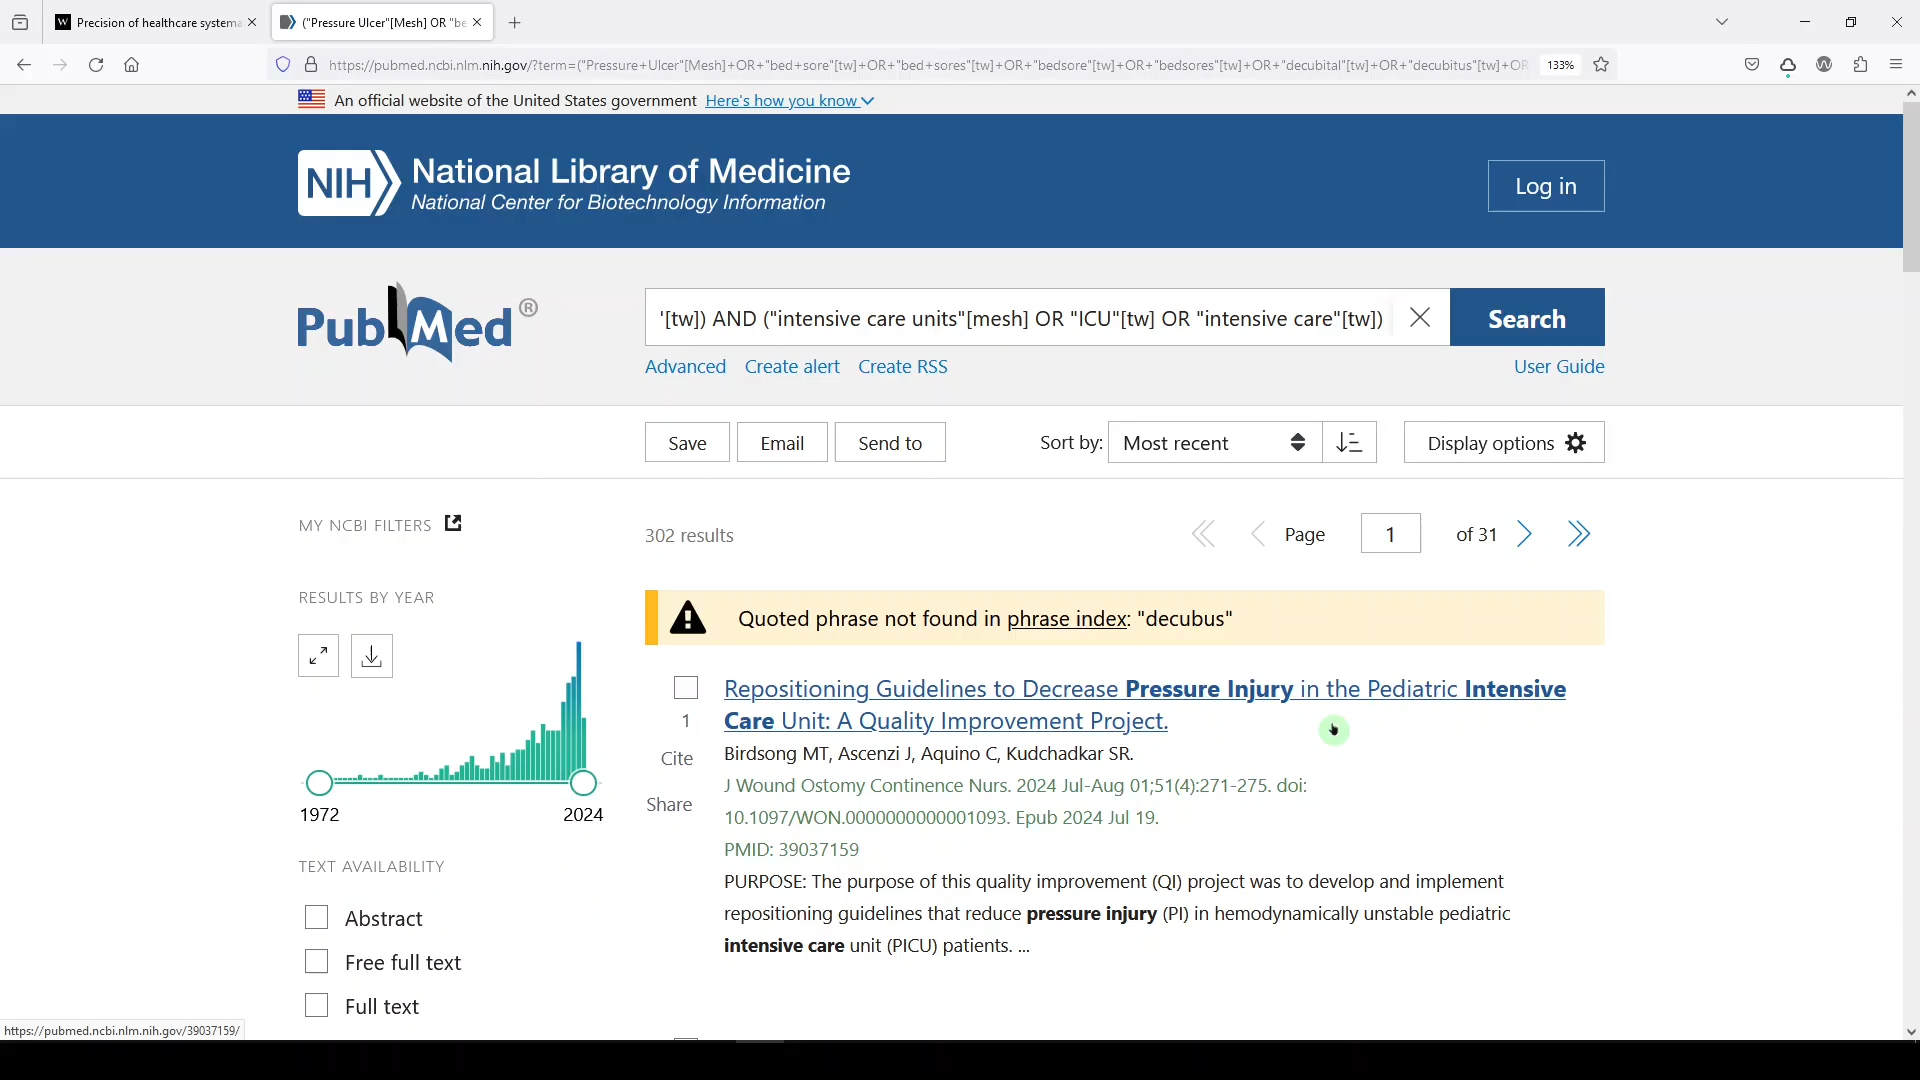 Precision of healthcare systema
("Pressure Ulcer"[Mesh] OR "be
https://pubmed.ncbi.nlm.nih.gov/?term=("Pressure+Ulcer"[Mesh]+OR+"bed+sore"[tw]+OR+"bed+sores"[tw]+OR+"bedsore"[tw]+OR+"bedsores"[tw]+OR+"decubital"[tw]+OR+"decubitus"[tw]+OR
133%
An official website of the United States government Here's how you know
NIH National Library of Medicine
National Center for Biotechnology Information
Log in
PubMed®
'[tw]) AND ("intensive care units"[mesh] OR "ICU"[tw] OR "intensive care"[tw])
Search
Advanced Create alert Create RSS User Guide
Save Email Send to Sort by: Most recent Display options
MY NCBI FILTERS
302 results
Page 1 of 31
RESULTS BY YEAR
1972 2024
Quoted phrase not found in phrase index: "decubus"
Repositioning Guidelines to Decrease Pressure Injury in the Pediatric Intensive
Care Unit: A Quality Improvement Project.
1
Cite
Share
Birdsong MT, Ascenzi J, Aquino C, Kudchadkar SR.
J Wound Ostomy Continence Nurs. 2024 Jul-Aug 01;51(4):271-275. doi:
10.1097/WON.0000000000001093. Epub 2024 Jul 19.
PMID: 39037159
PURPOSE: The purpose of this quality improvement (QI) project was to develop and implement
repositioning guidelines that reduce pressure injury (PI) in hemodynamically unstable pediatric
intensive care unit (PICU) patients. ...
TEXT AVAILABILITY
Abstract
Free full text
Full text
https://pubmed.ncbi.nlm.nih.gov/39037159/